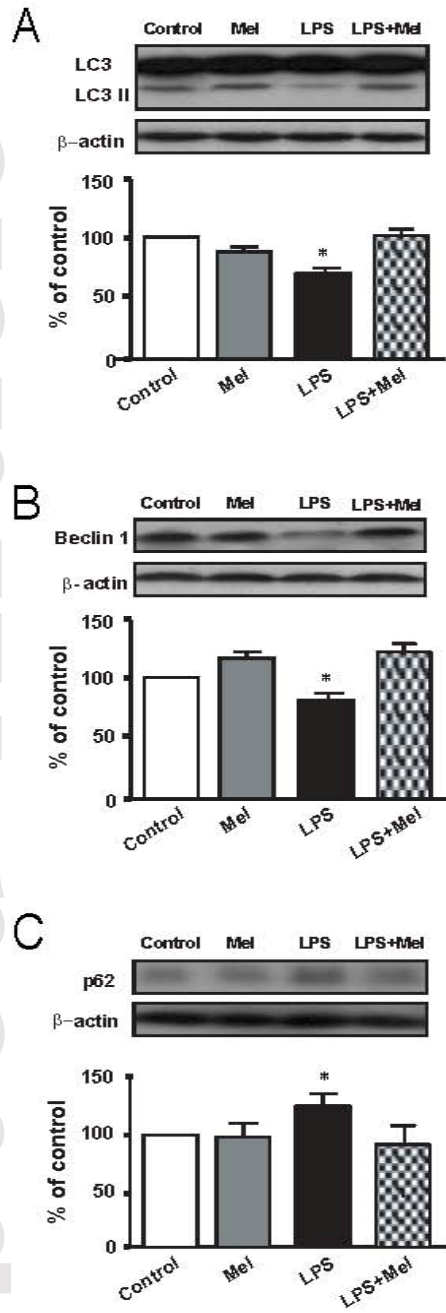 A
Control Mel LPS LPS+Mel
LC3
LC3 II
β-actin
150
100
50
0
% of control
*
Control Mel LPS LPS+Mel
B
Control Mel LPS LPS+Mel
Beclin 1
β-actin
150
100
50
0
% of control
*
Control Mel LPS LPS+Mel
C
Control Mel LPS LPS+Mel
p62
β-actin
150
100
50
0
% of control
*
Control Mel LPS LPS+Mel